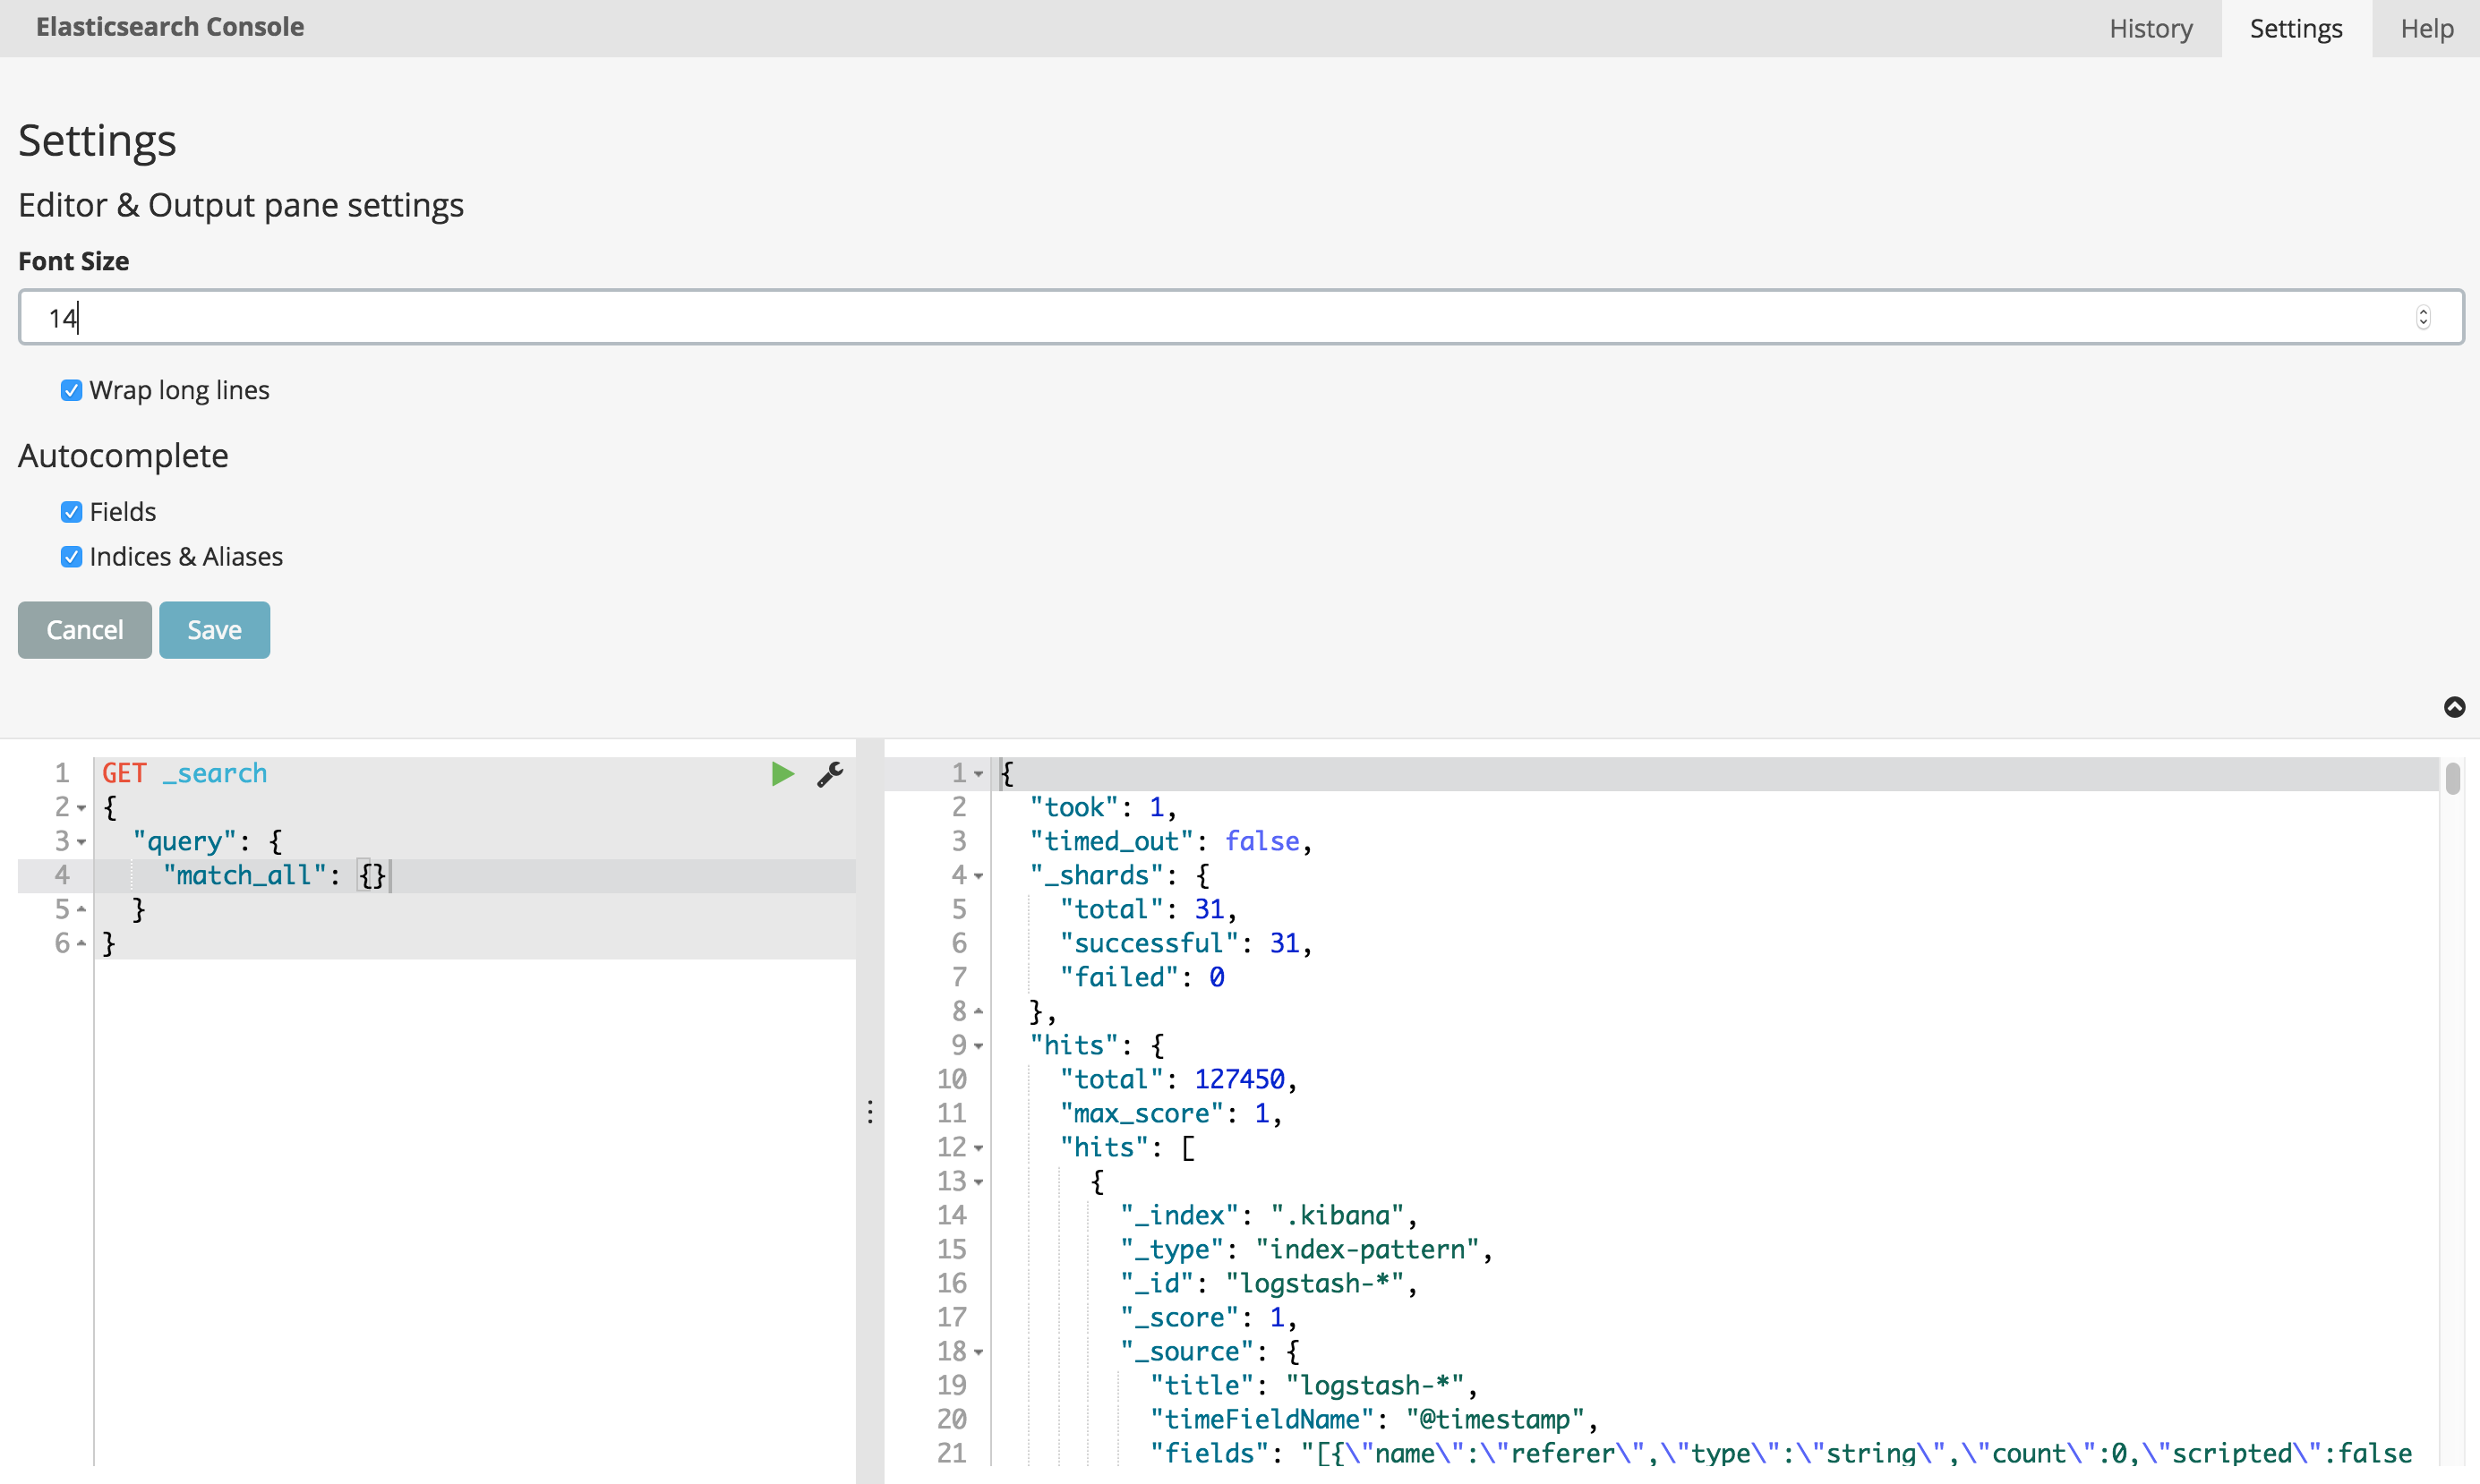 Elasticsearch Console
History Settings Help
Settings
Editor & Output pane settings
Font Size
14
Wrap long lines
Autocomplete
Fields
Indices & Aliases
Cancel Save
1 GET _search
2 {
3 "query": {
4 "match_all": {}
5 }
6 }
1 {
2 "took": 1,
3 "timed_out": false,
4 "_shards": {
5 "total": 31,
6 "successful": 31,
7 "failed": 0
8 },
9 "hits": {
10 "total": 127450,
11 "max_score": 1,
12 "hits": [
13 {
14 "_index": ".kibana",
15 "_type": "index-pattern",
16 "_id": "logstash-*",
17 "_score": 1,
18 "_source": {
19 "title": "logstash-*",
20 "timeFieldName": "@timestamp",
21 "fields": "[{\"name\":\"referer\",\"type\":\"string\",\"count\":0,\"scripted\":false